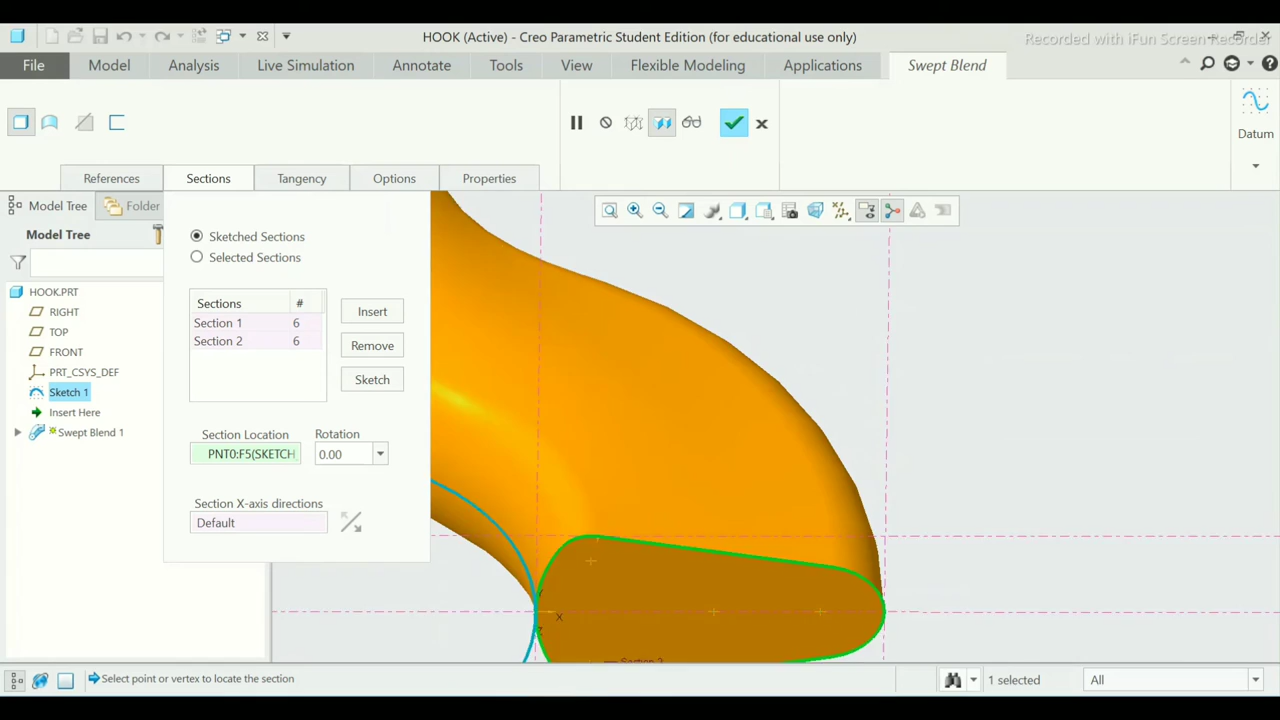 HOOK (Active) - Creo Parametric Student Edition (for educational use only)
Recorded with iFun Screen Recorder
File Model Analysis Live Simulation Annotate Tools View Flexible Modeling Applications Swept Blend
Datum
References Sections Tangency Options Properties
Model Tree Folder
Model Tree
Sketched Sections
Selected Sections
HOOK.PRT
RIGHT
TOP
FRONT
PRT_CSYS_DEF
Sketch 1
Insert Here
Swept Blend 1
Sections #
Section 1 6
Section 2 6
Insert
Remove
Sketch
Section Location Rotation
PNT0:F5(SKETCH 0.00
Section X-axis directions
Default
X
Section 2
Select point or vertex to locate the section
1 selected
All